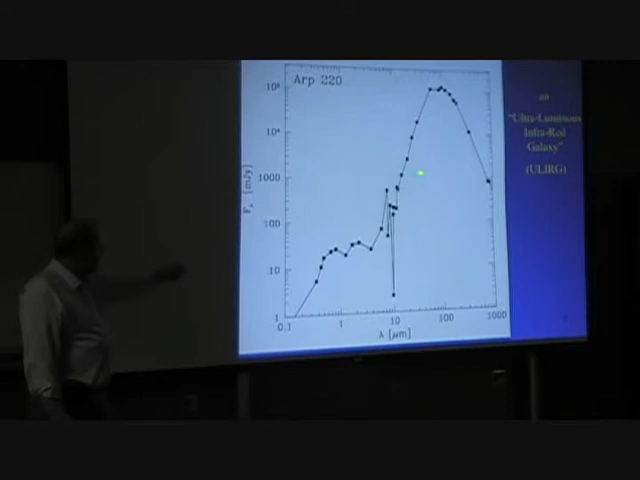 Arp 220
an
"Ultra-Luminous
Infra-Red
Galaxy"
(ULIRG)
10⁵
10⁴
1000
100
10
1
Fν [mJy]
0.1
1
10
100
1000
λ [μm]